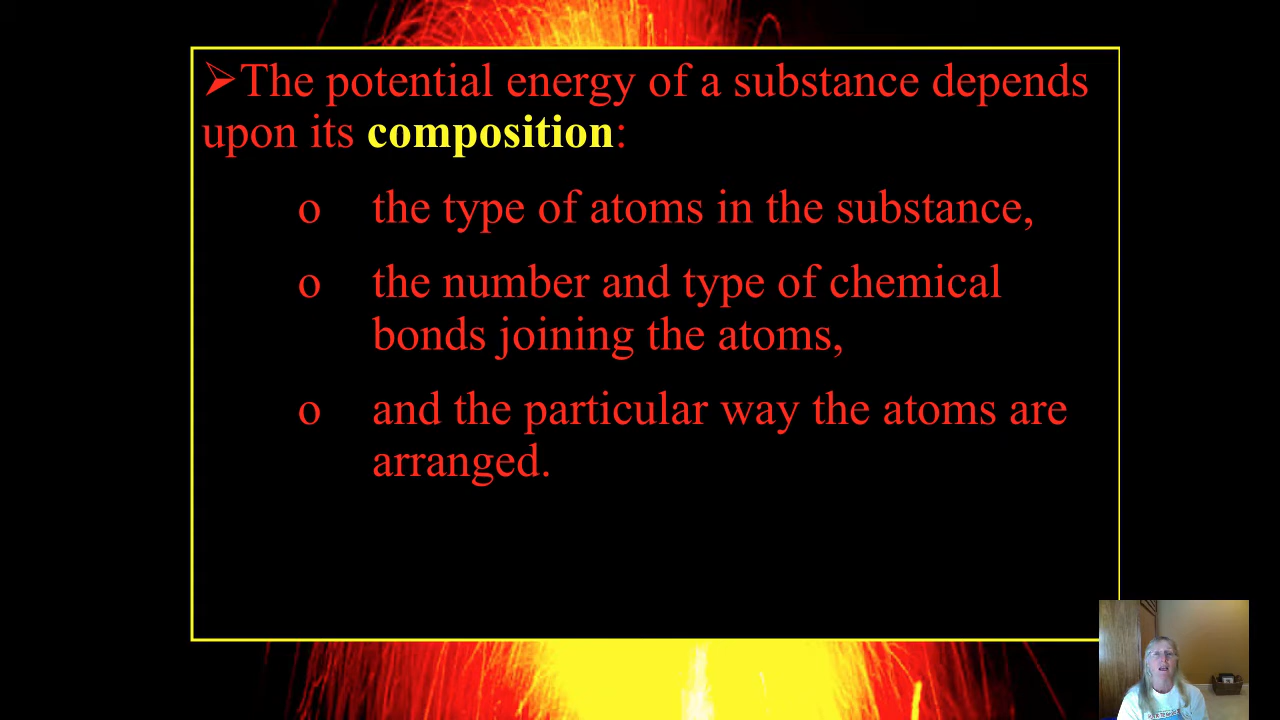 ➢The potential energy of a substance depends
upon its composition:
o the type of atoms in the substance,
o the number and type of chemical
bonds joining the atoms,
o and the particular way the atoms are
arranged.